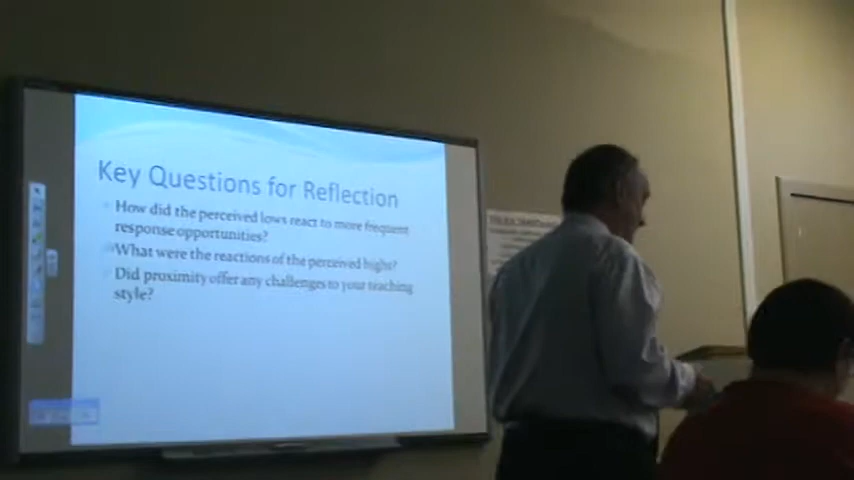 Key Questions for Reflection
How did the perceived lows react to more frequent
response opportunities?
What were the reactions of the perceived highs?
Did proximity offer any challenges to your teaching
style?